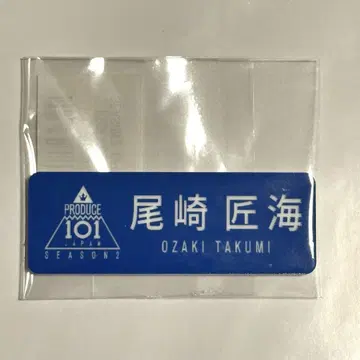 PRODUCE
101
JAPAN
SEASON2
尾崎匠海
OZAKI TAKUMI